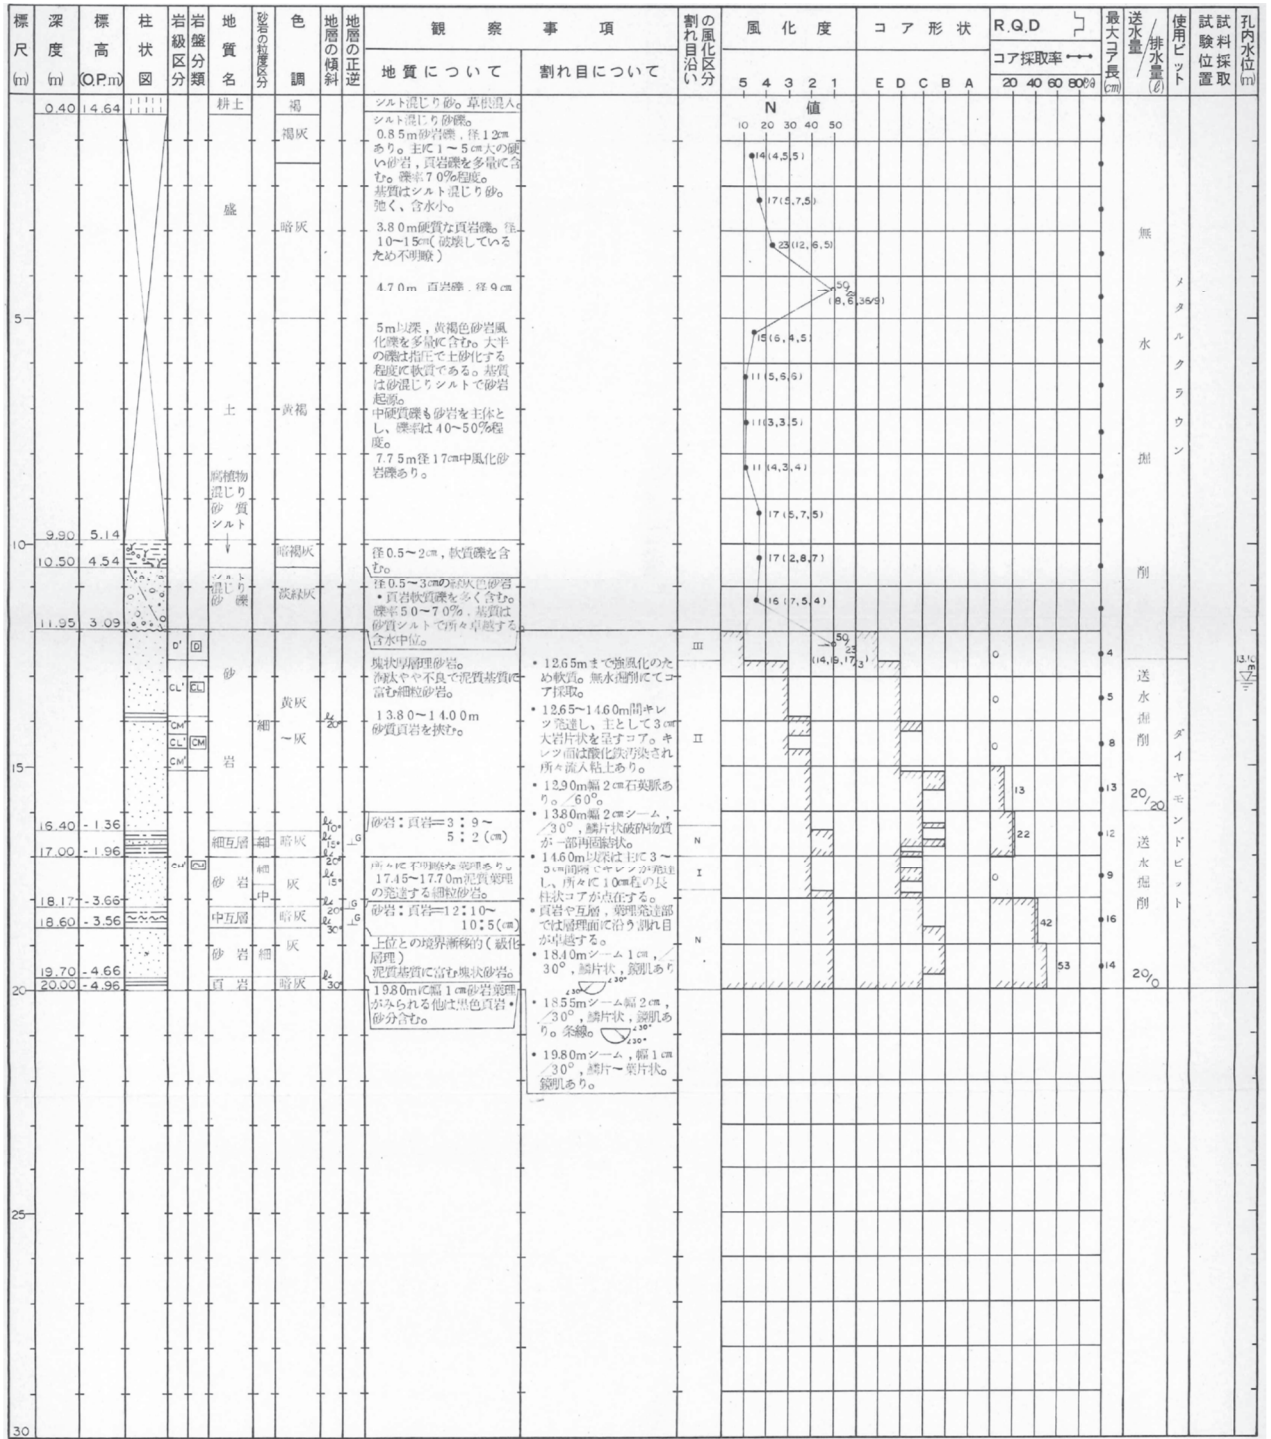 標尺(m)
深度(m)
標高(O.P.m)
柱状図
岩級区分
岩盤分類
地質名
砂岩の粒度区分
色調
地層の傾斜
地層の正逆
観察事項
地質について
割れ目について
割れ目沿いの風化区分
風化度
5 4 3 2 1
N 値
10 20 30 40 50
コア形状
E D C B A
R.Q.D
コア採取率
20 40 60 80
最大コア長(cm)
送水量/排水量(ℓ)
使用ビット
試料採取試験位置
孔内水位(m)
0.40 14.64
耕土
褐
シルト混じり砂。草根混入。
盛
土
褐灰
暗灰
黄褐
シルト混じり砂礫。
0.85m砂岩礫，径12cm
あり。主に1～5cm大の硬
い砂岩，頁岩礫を多量に含
む。礫率70%程度。
基質はシルト混じり砂。
弛く、含水小。
3.80m硬質な頁岩礫。径
10～15cm(破壊している
ため不明瞭)
4.70m 頁岩礫，径9cm
5
5m以深，黄褐色砂岩風
化礫を多量に含む。大半
の礫は指圧で土砂化する
程度に軟質である。基質
は砂混じりシルトで砂岩
起源。
中硬質礫も砂岩を主体と
し、礫率は40～50%程
度。
7.75m径17cm中風化砂
岩礫あり。
14(4,5,5)
17(5,7,5)
23(12,6,5)
50
(8,6,36/9)
15(6,4,5)
11(5,6,6)
11(3,3,5)
11(4,3,4)
17(5,7,5)
17(2,8,7)
16(7,5,4)
50
23
(14,19,17/3)
無水掘削
メタルクラウン
9.90 5.14
10
10.50 4.54
腐植物
混じり
砂質
シルト
暗褐灰
径0.5～2cm，軟質礫を含
む。
11.95 3.09
シルト
混じり
砂礫
淡緑灰
・頁岩軟質礫を多く含む。
礫率50～70%．基質は
砂質シルトで所々卓越する
含水中位。
D' D
CL' CL
CM'
CL' CM
CM'
砂岩
細
黄灰
～灰
20°
塊状厚層理砂岩。
淘汰やや不良で泥質基質に
富む細粒砂岩。
13.80～14.00m
砂質頁岩を挟む。
・12.65mまで強風化のた
め軟質。無水掘削にてコ
ア採取。
・12.65～14.60m間キレ
ツ発達し、主として3cm
大岩片状を呈すコア。キ
レツ面は酸化鉄汚染され
所々流入粘土あり。
・12.90m幅2cm石英脈あ
り。／60°。
・13.80m幅2cmシーム，
／30°，鱗片状破砕物質
が一部再固結状。
・14.60m以深は主に3～
5cm間隔でキレツが発達
し、所々に10cm程の長
柱状コアが点在する。
・頁岩や互層，葉理発達部
では層理面に沿う割れ目
が卓越する。
・18.40mシーム1cm，
／30°，鱗片状，鏡肌あり
∠30° ∠30°
・18.55mシーム幅2cm，
／30°，鱗片状，鏡肌あ
り。条線。
∠30°
∠30°
・19.80mシーム，幅1cm
／30°，鱗片～葉片状。
鏡肌あり。
III
II
N
I
N
0
0
0
13
22
42
53
4
5
8
13
12
9
16
14
送水掘削
20/20
送水掘削
20/0
ダイヤモンドビット
15
16.40 -1.36
10°
砂岩：頁岩=3：9～
5：2(cm)
17.00 -1.96
細互層 細 暗灰
15°
G
20°
砂岩
細
中
灰
15°
17.45～17.70m泥質葉理
の発達する細粒砂岩。
18.17 -3.66
18.60 -3.56
中互層 暗灰
20°
30°
G
砂岩：頁岩=12：10～
10：5(cm)
砂岩 細 灰
上位との境界漸移的(級化
層理)
泥質基質に富む塊状砂岩。
19.70 -4.66
20
20.00 -4.96
頁岩 暗灰
30°
19.80mに幅1cm砂岩葉理
がみられる他は黒色頁岩・
砂分含む。
25
30